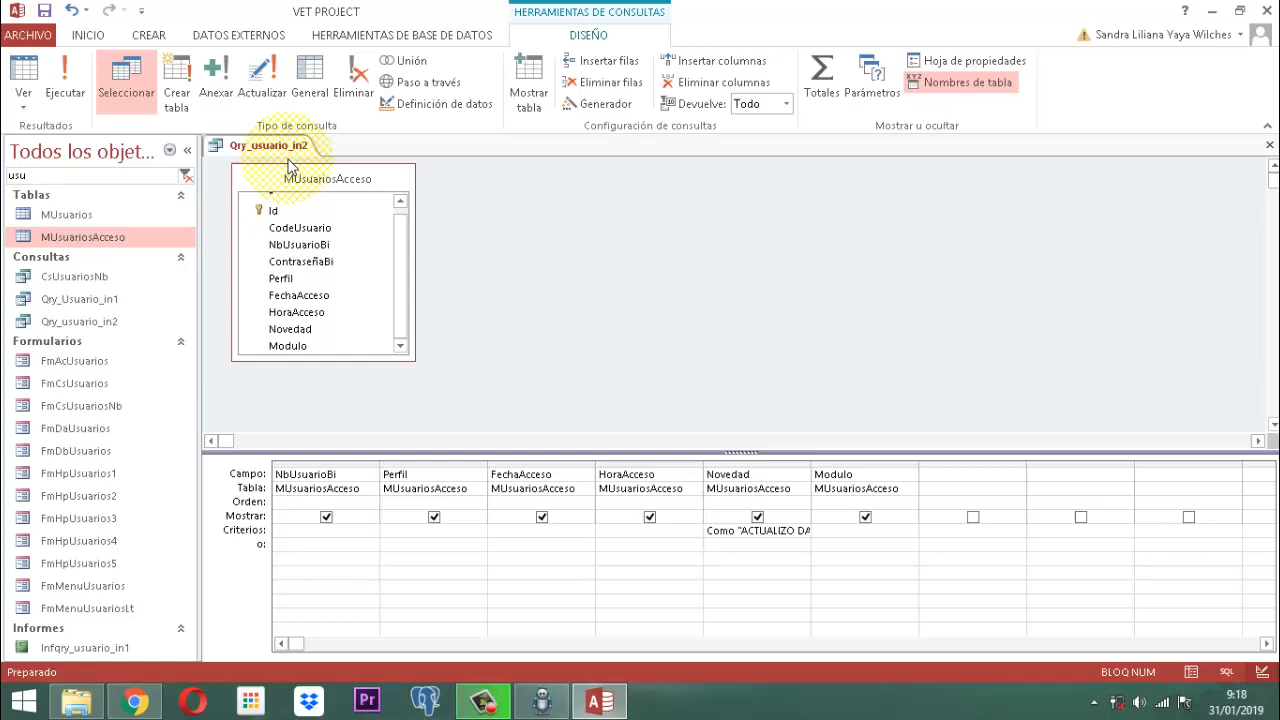 VET PROJECT
HERRAMIENTAS DE CONSULTAS
ARCHIVO INICIO CREAR DATOS EXTERNOS HERRAMIENTAS DE BASE DE DATOS DISEÑO
Sandra Liliana Yaya Wilches
Ver
Ejecutar
Resultados
Seleccionar
Crear tabla
Anexar
Actualizar
General
Eliminar
Unión
Paso a través
Definición de datos
Tipo de consulta
Mostrar tabla
Insertar filas
Eliminar filas
Generador
Insertar columnas
Eliminar columnas
Devuelve: Todo
Configuración de consultas
Totales
Parámetros
Hoja de propiedades
Nombres de tabla
Mostrar u ocultar
Todos los objet...
usu
Tablas
MUsuarios
MUsuariosAcceso
Consultas
CsUsuariosNb
Qry_Usuario_in1
Qry_usuario_in2
Formularios
FmAcUsuarios
FmCsUsuarios
FmCsUsuariosNb
FmDaUsuarios
FmDbUsuarios
FmHpUsuarios1
FmHpUsuarios2
FmHpUsuarios3
FmHpUsuarios4
FmHpUsuarios5
FmMenuUsuarios
FmMenuUsuariosLt
Informes
Infqry_usuario_in1
Qry_usuario_in2
MUsuariosAcceso
Id
CodeUsuario
NbUsuarioBi
ContraseñaBi
Perfil
FechaAcceso
HoraAcceso
Novedad
Modulo
Campo: NbUsuarioBi Perfil FechaAcceso HoraAcceso Novedad Modulo
Tabla: MUsuariosAcceso MUsuariosAcceso MUsuariosAcceso MUsuariosAcceso MUsuariosAcceso MUsuariosAcceso
Orden:
Mostrar:
Criterios: Como "ACTUALIZO DA
o:
Preparado
BLOQ NUM
SQL
Pr
9:18
31/01/2019